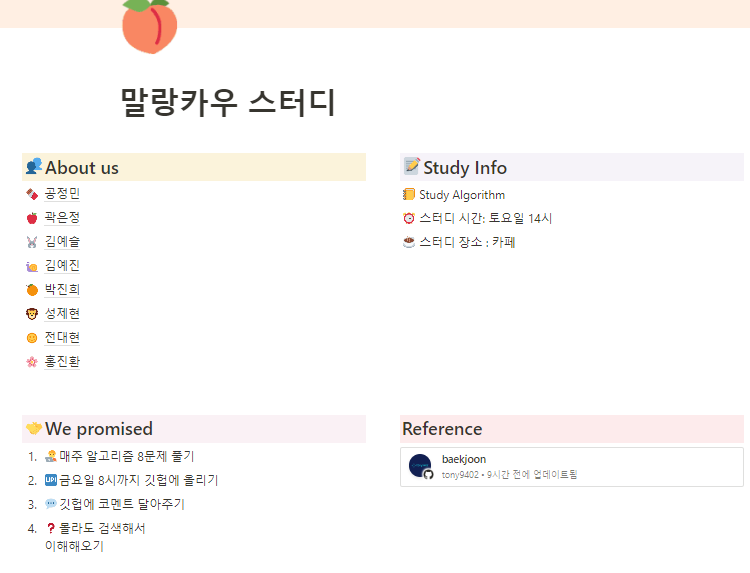 말랑카우 스터디
About us
공정민
곽은정
김예슬
김예진
박진희
성제현
전대현
홍진환
Study Info
Study Algorithm
스터디 시간: 토요일 14시
스터디 장소 : 카페
We promised
1. 매주 알고리즘 8문제 풀기
2. UP! 금요일 8시까지 깃헙에 올리기
3. 깃헙에 코멘트 달아주기
4. ❓몰라도 검색해서
이해해오기
Reference
baekjoon
tony9402 • 9시간 전에 업데이트됨